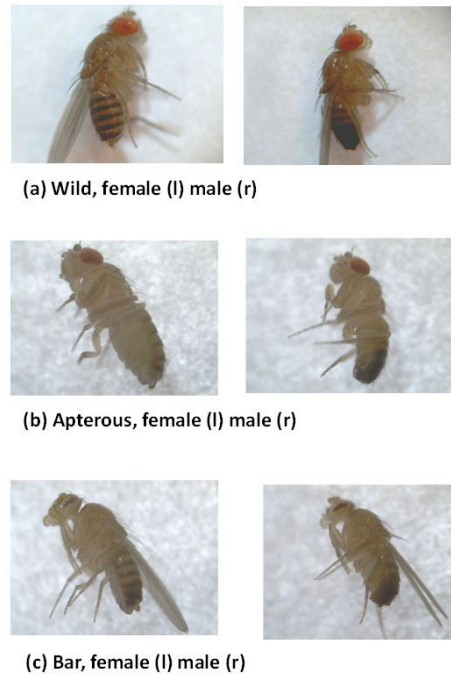 (a) Wild, female (l) male (r)
(b) Apterous, female (l) male (r)
(c) Bar, female (l) male (r)